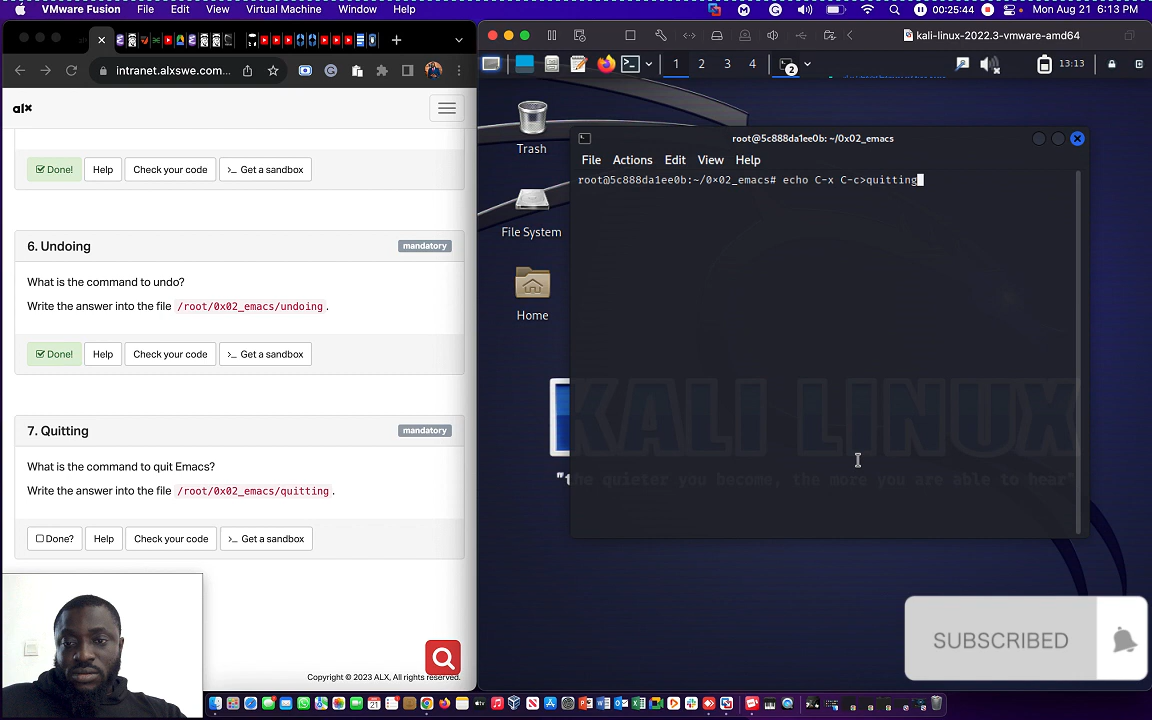 VMware Fusion File Edit View Virtual Machine Window Help 00:25:44 Mon Aug 21 6:13 PM
kali-linux-2022.3-vmware-amd64
intranet.alxswe.com...
1 2 3 4 2 13:13
alx
Trash
File System
Home
root@5c888da1ee0b: ~/0x02_emacs
File Actions Edit View Help
root@5c888da1ee0b:~/0×02_emacs# echo C-x C-c>quitting
KALI LINUX
"the quieter you become, the more you are able to hear"
Done! Help Check your code >_ Get a sandbox
6. Undoing mandatory
What is the command to undo?
Write the answer into the file /root/0x02_emacs/undoing .
Done! Help Check your code >_ Get a sandbox
7. Quitting mandatory
What is the command to quit Emacs?
Write the answer into the file /root/0x02_emacs/quitting .
Done? Help Check your code >_ Get a sandbox
Copyright © 2023 ALX, All rights reserved.
SUBSCRIBED